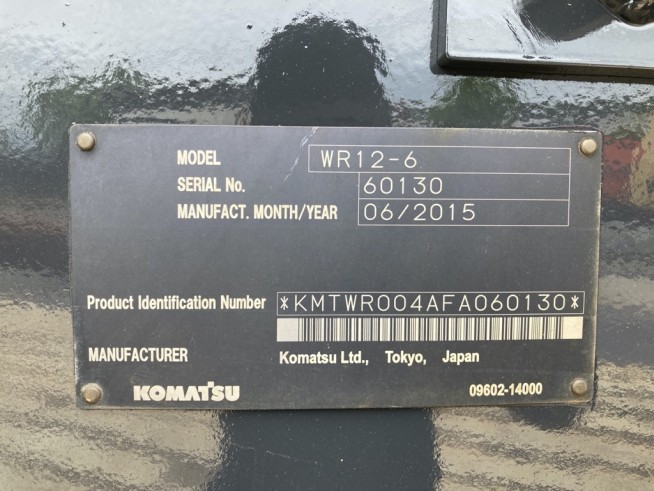 MODEL WR12-6
SERIAL No. 60130
MANUFACT. MONTH/YEAR 06/2015
Product Identification Number *KMTWR004AFA060130*
MANUFACTURER Komatsu Ltd., Tokyo, Japan
KOMATSU 09602-14000